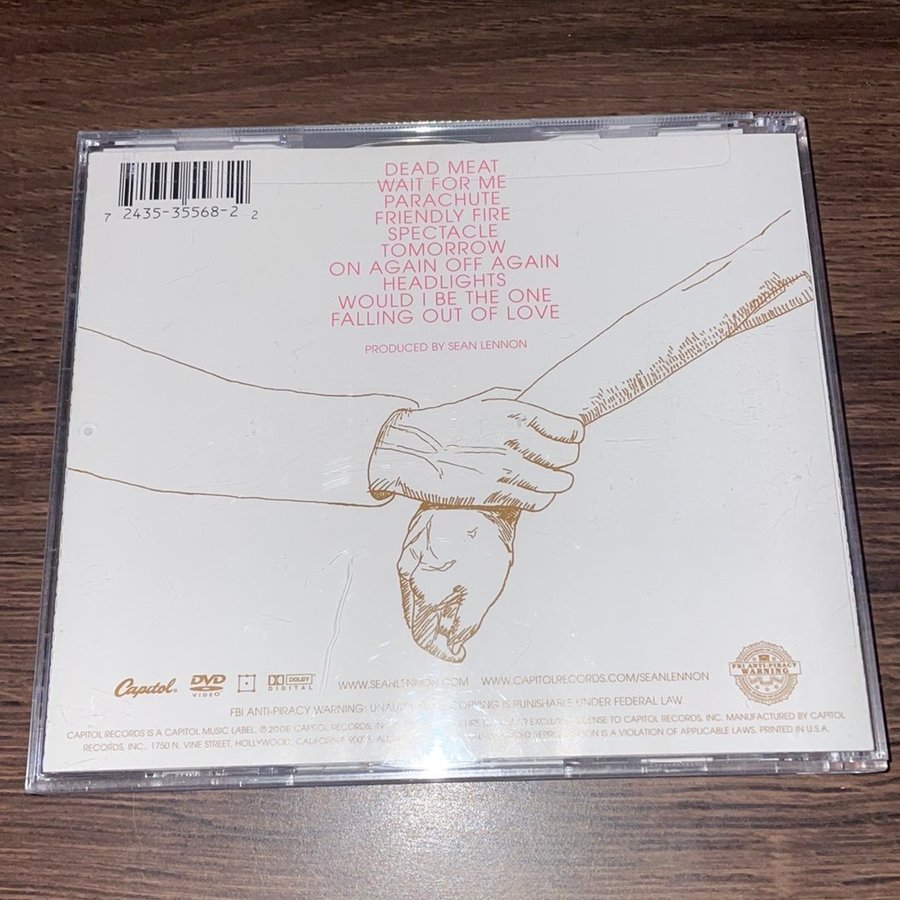 DEAD MEAT
WAIT FOR ME
PARACHUTE
FRIENDLY FIRE
SPECTACLE
TOMORROW
ON AGAIN OFF AGAIN
HEADLIGHTS
WOULD I BE THE ONE
FALLING OUT OF LOVE
PRODUCED BY SEAN LENNON
7 2435-35568-2 2
Capitol®
DVD VIDEO
DOLBY DIGITAL
WWW.SEANLENNON.COM WWW.CAPITOLRECORDS.COM/SEANLENNON
FBI ANTI-PIRACY WARNING
FBI ANTI-PIRACY WARNING: COPYING IS PUNISHABLE UNDER FEDERAL LAW.
CAPITOL RECORDS IS A CAPITOL MUSIC LABEL. ℗ 2006 CAPITOL RECORDS, INC. LICENSE TO CAPITOL RECORDS, INC. MANUFACTURED BY CAPITOL
RECORDS, INC., 1750 N. VINE STREET, HOLLYWOOD, CALIFORNIA IS A VIOLATION OF APPLICABLE LAWS. PRINTED IN U.S.A.